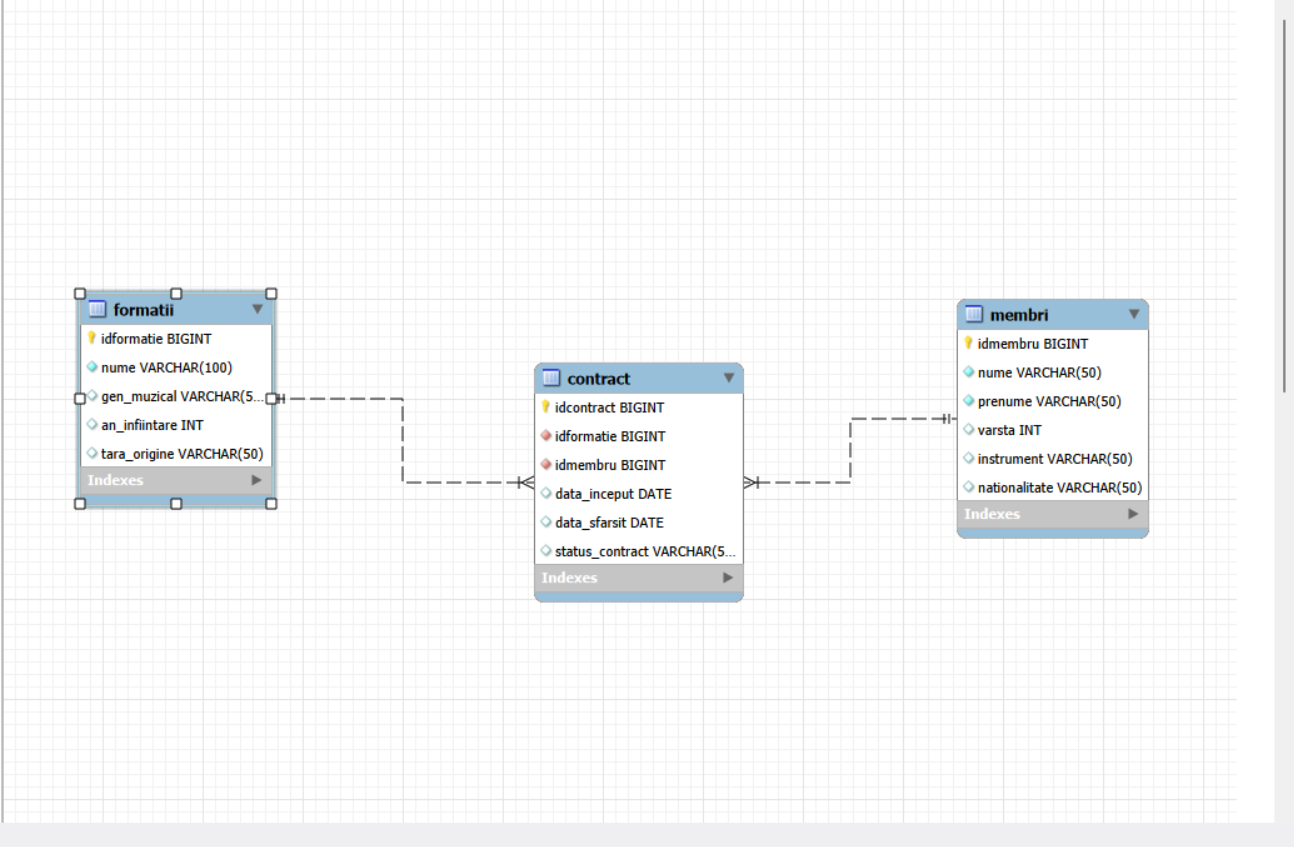 formatii
idformatie BIGINT
nume VARCHAR(100)
gen_muzical VARCHAR(5...
an_infiintare INT
tara_origine VARCHAR(50)
Indexes
contract
idcontract BIGINT
idformatie BIGINT
idmembru BIGINT
data_inceput DATE
data_sfarsit DATE
status_contract VARCHAR(5...
Indexes
membri
idmembru BIGINT
nume VARCHAR(50)
prenume VARCHAR(50)
varsta INT
instrument VARCHAR(50)
nationalitate VARCHAR(50)
Indexes